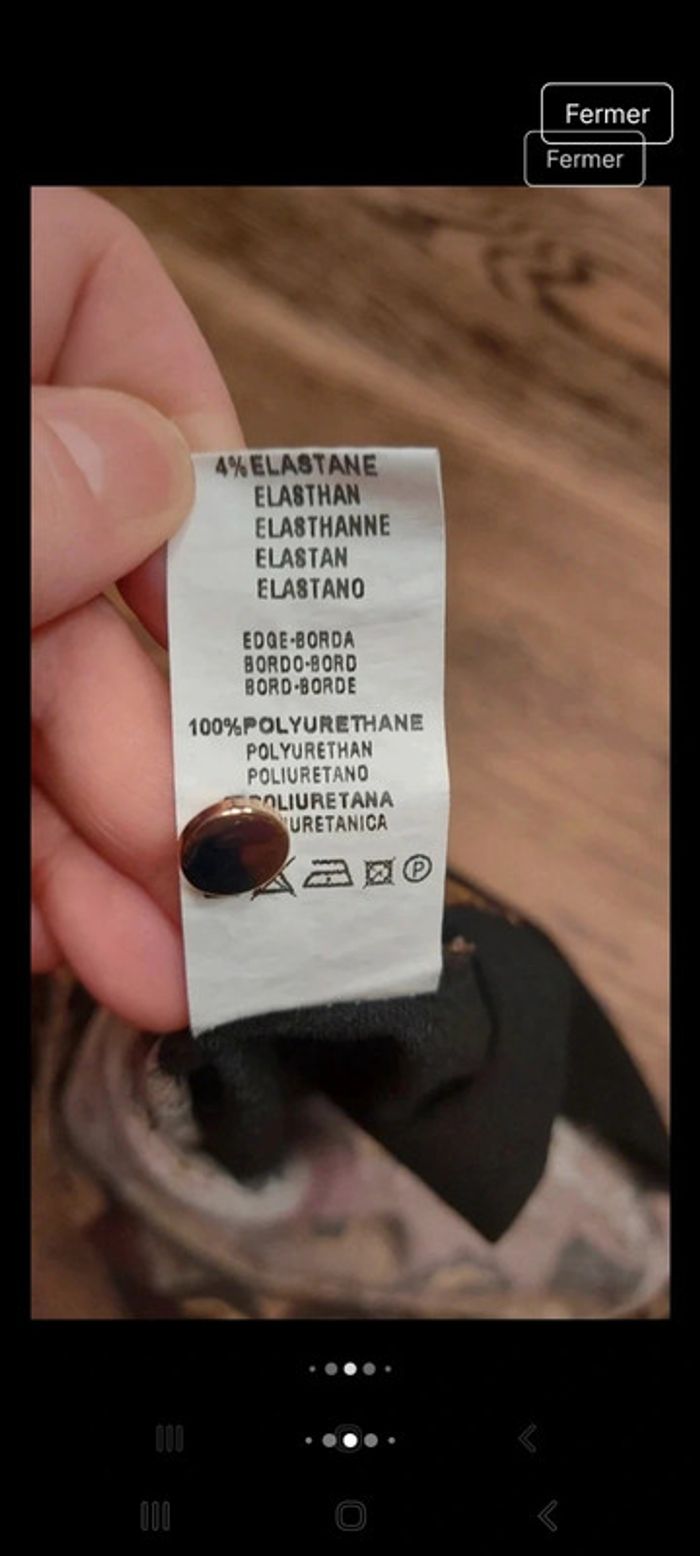 Fermer
Fermer
4% ELASTANE
ELASTHAN
ELASTHANNE
ELASTAN
ELASTANO
EDGE-BORDA
BORDO-BORD
BORD-BORDE
100%POLYURETHANE
POLYURETHAN
POLIURETANO
POLIURETANA
URETANICA
P